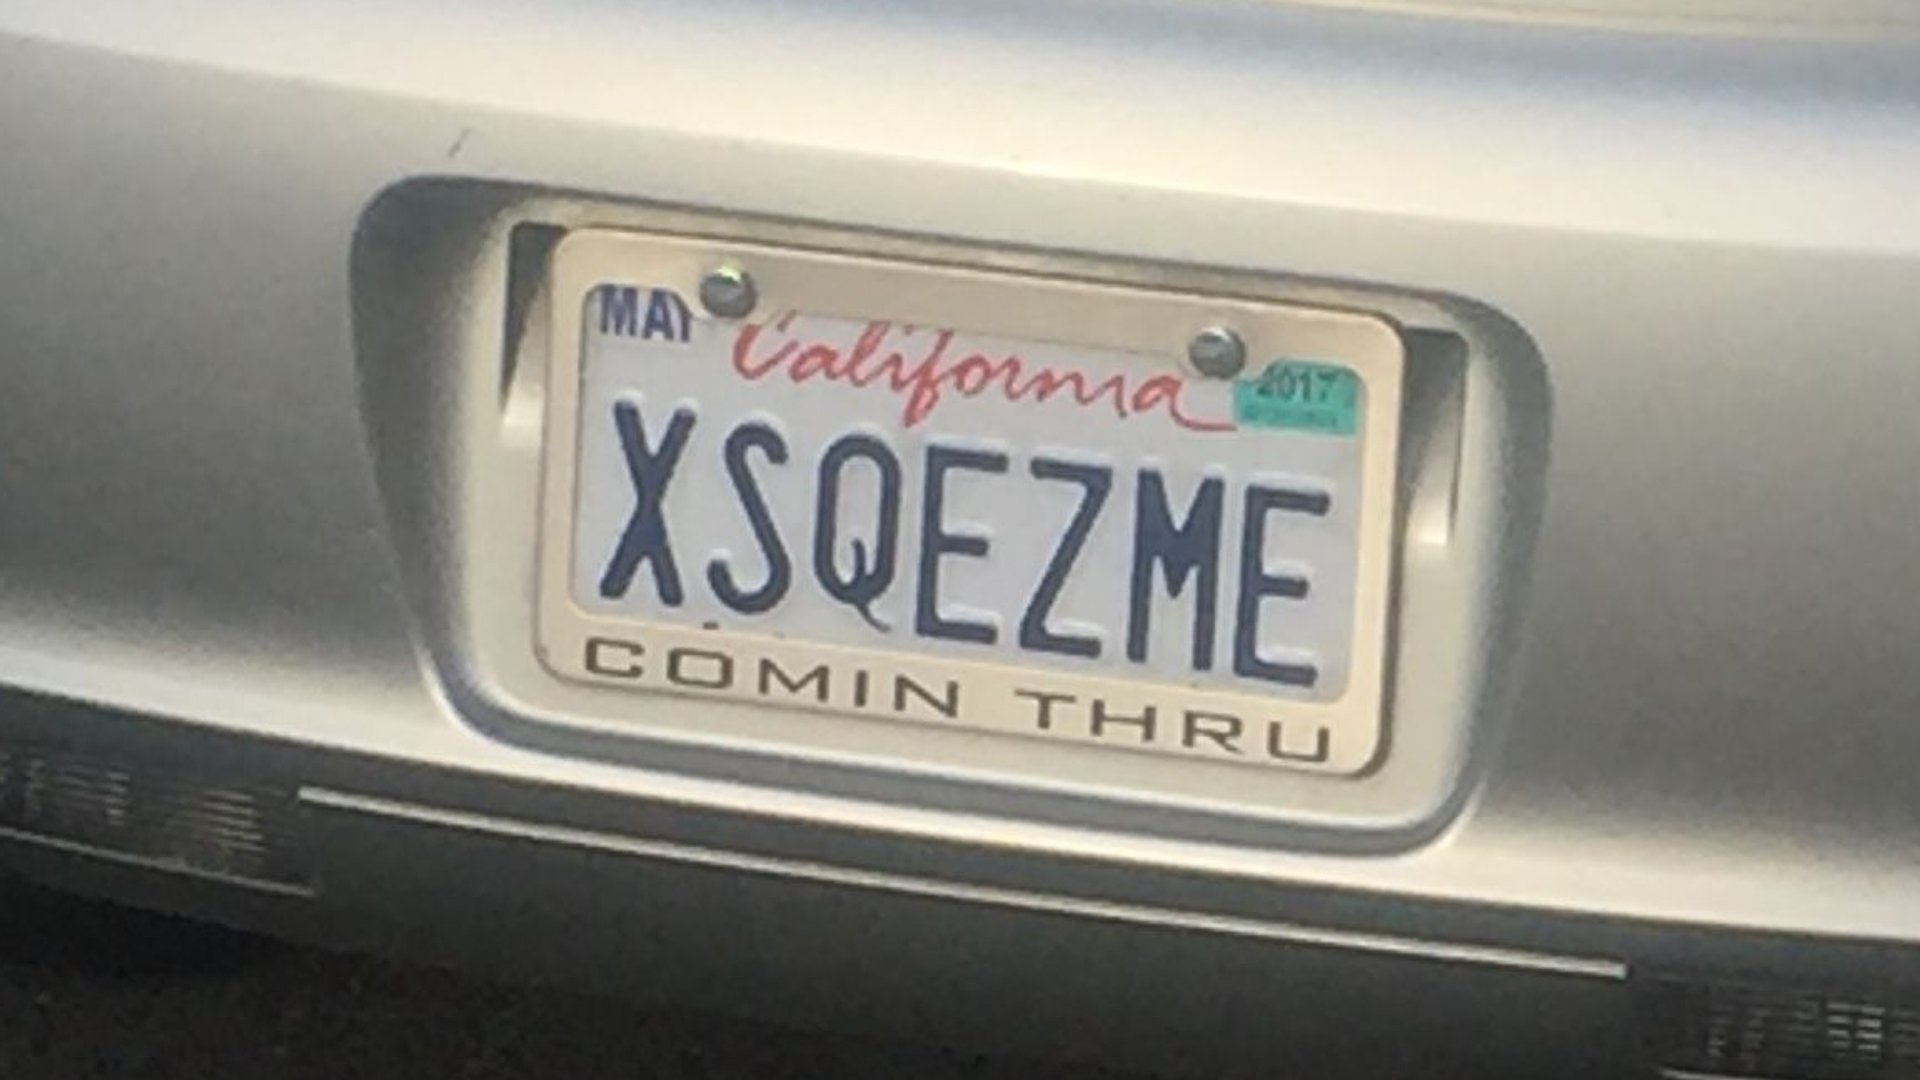 MAY
California
2017
XSQEZME
COMIN THRU